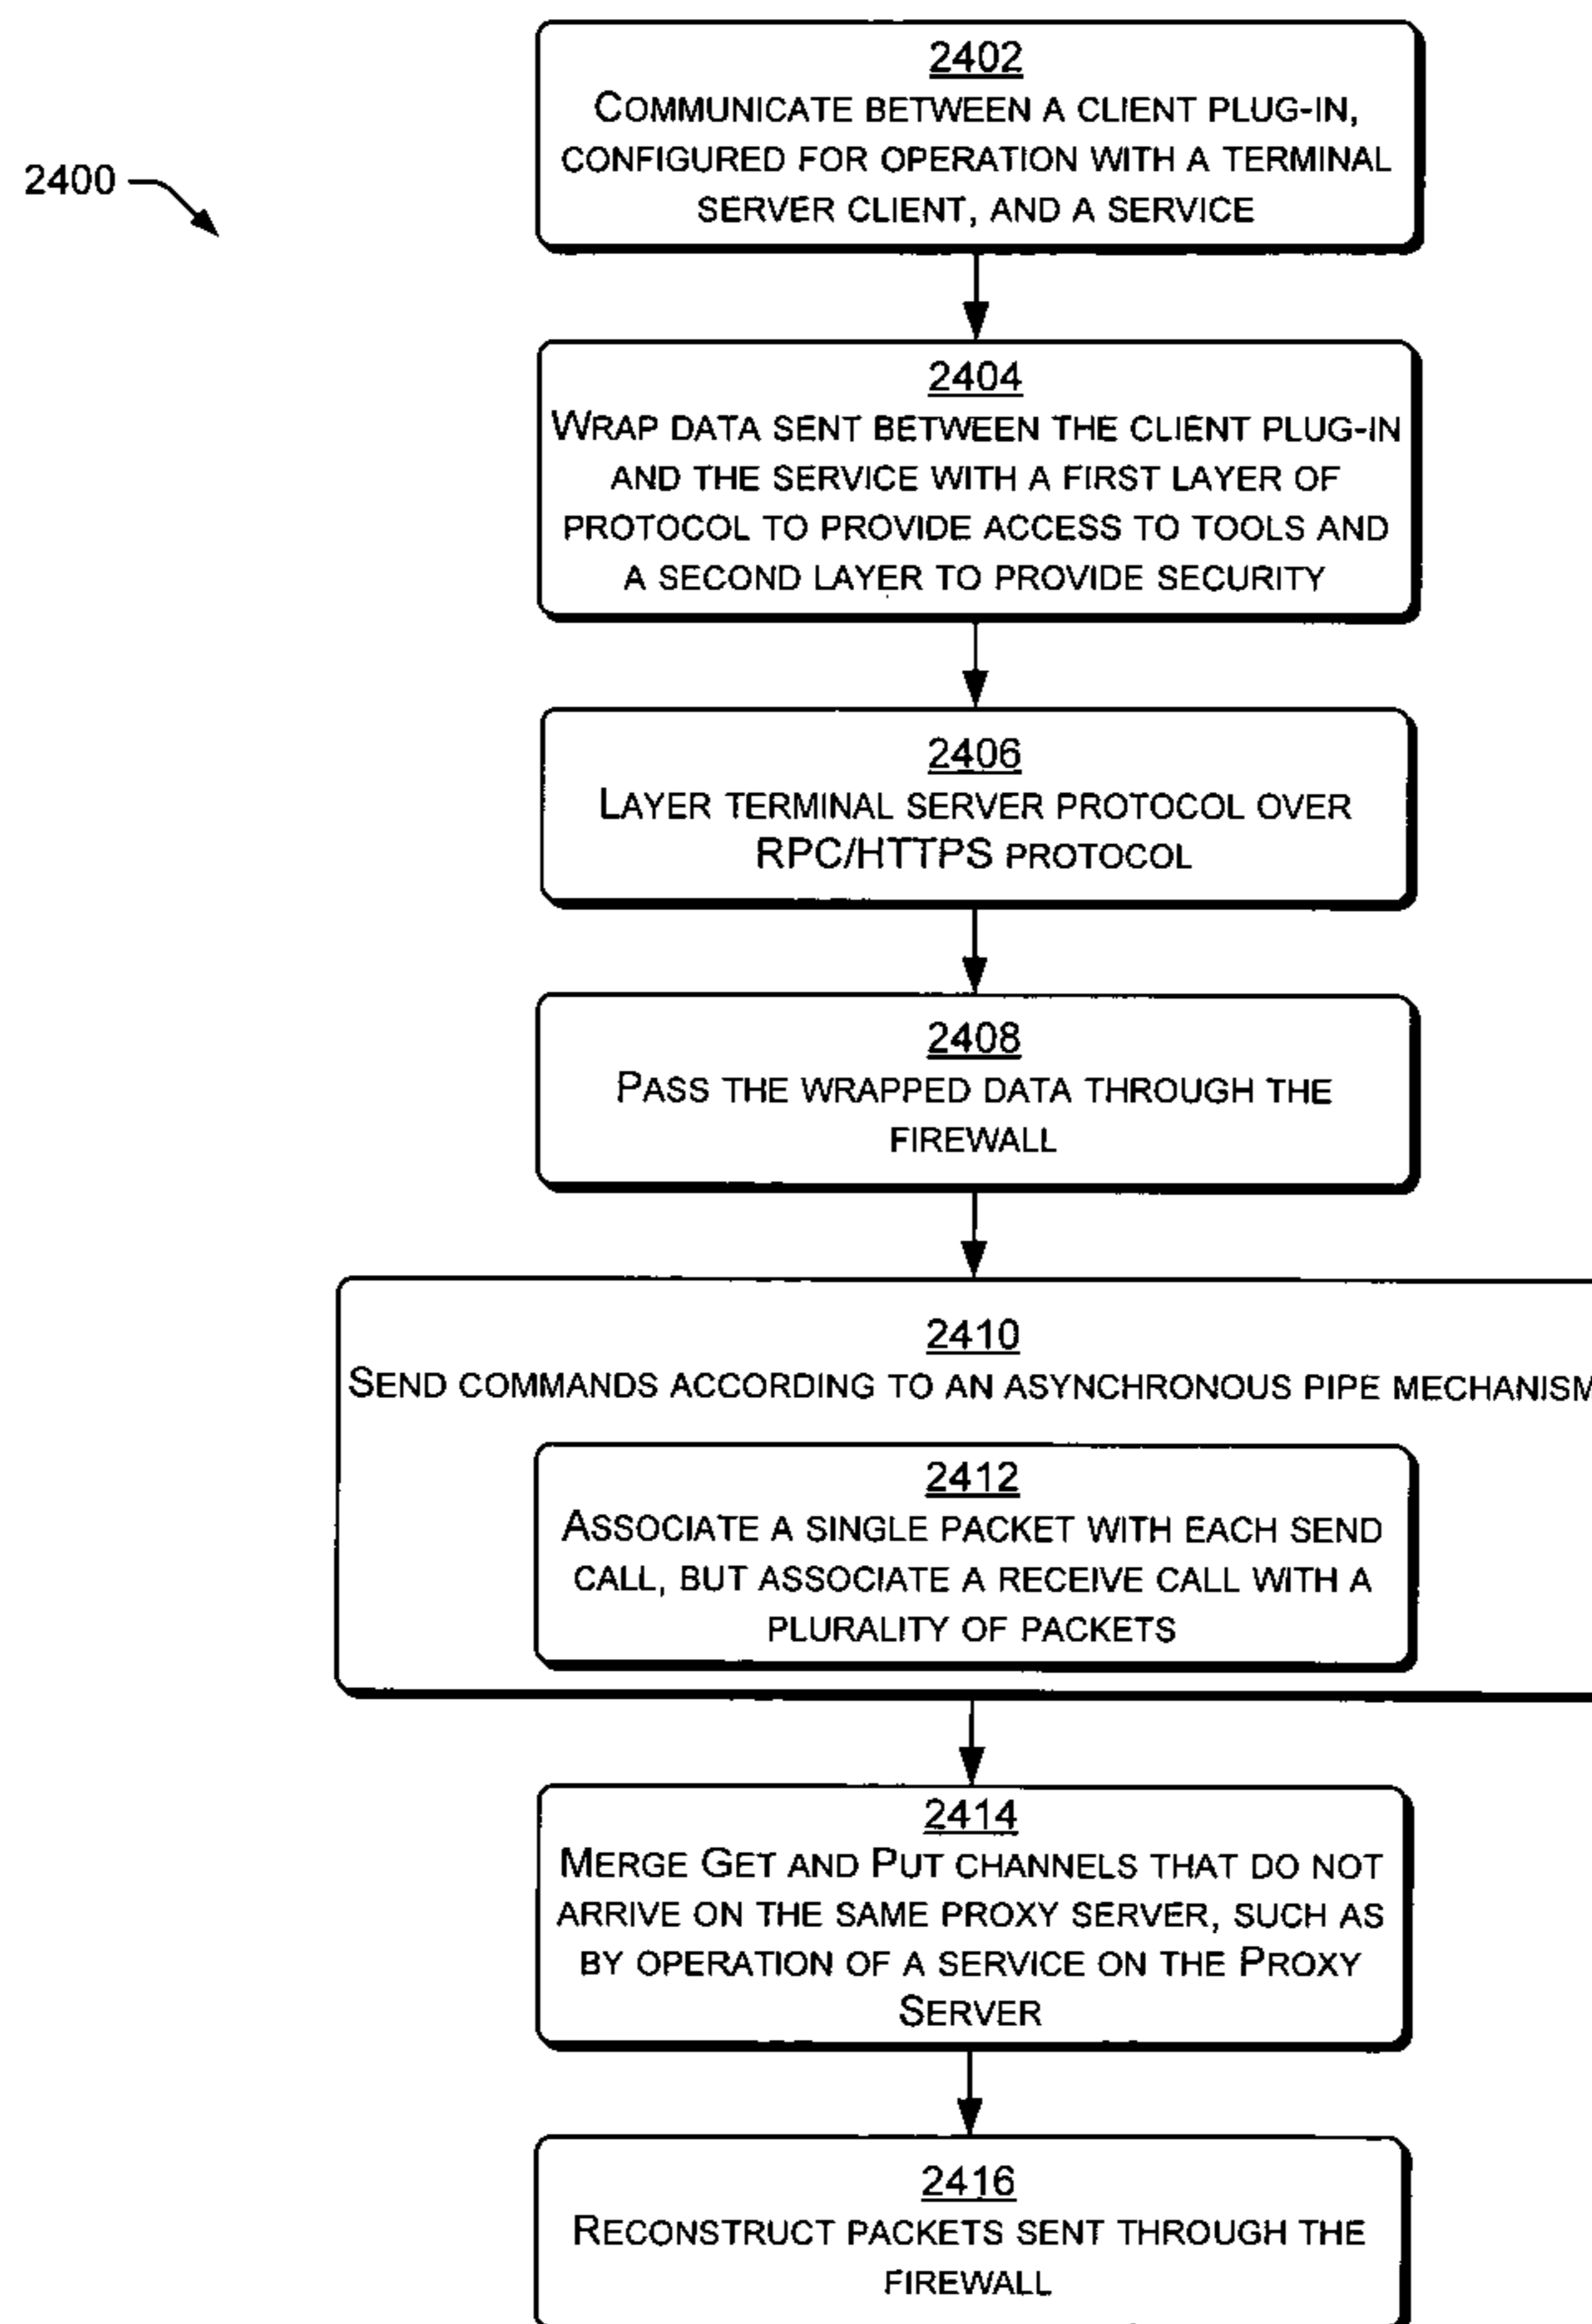 2402
COMMUNICATE BETWEEN A CLIENT PLUG-IN,
CONFIGURED FOR OPERATION WITH A TERMINAL
SERVER CLIENT, AND A SERVICE
2400
2404
WRAP DATA SENT BETWEEN THE CLIENT PLUG-IN
AND THE SERVICE WITH A FIRST LAYER OF
PROTOCOL TO PROVIDE ACCESS TO TOOLS AND
A SECOND LAYER TO PROVIDE SECURITY
2406
LAYER TERMINAL SERVER PROTOCOL OVER
RPC/HTTPS PROTOCOL
2408
PASS THE WRAPPED DATA THROUGH THE
FIREWALL
2410
SEND COMMANDS ACCORDING TO AN ASYNCHRONOUS PIPE MECHANISM
2412
ASSOCIATE A SINGLE PACKET WITH EACH SEND
CALL, BUT ASSOCIATE A RECEIVE CALL WITH A
PLURALITY OF PACKETS
2414
MERGE GET AND PUT CHANNELS THAT DO NOT
ARRIVE ON THE SAME PROXY SERVER, SUCH AS
BY OPERATION OF A SERVICE ON THE PROXY
SERVER
2416
RECONSTRUCT PACKETS SENT THROUGH THE
FIREWALL